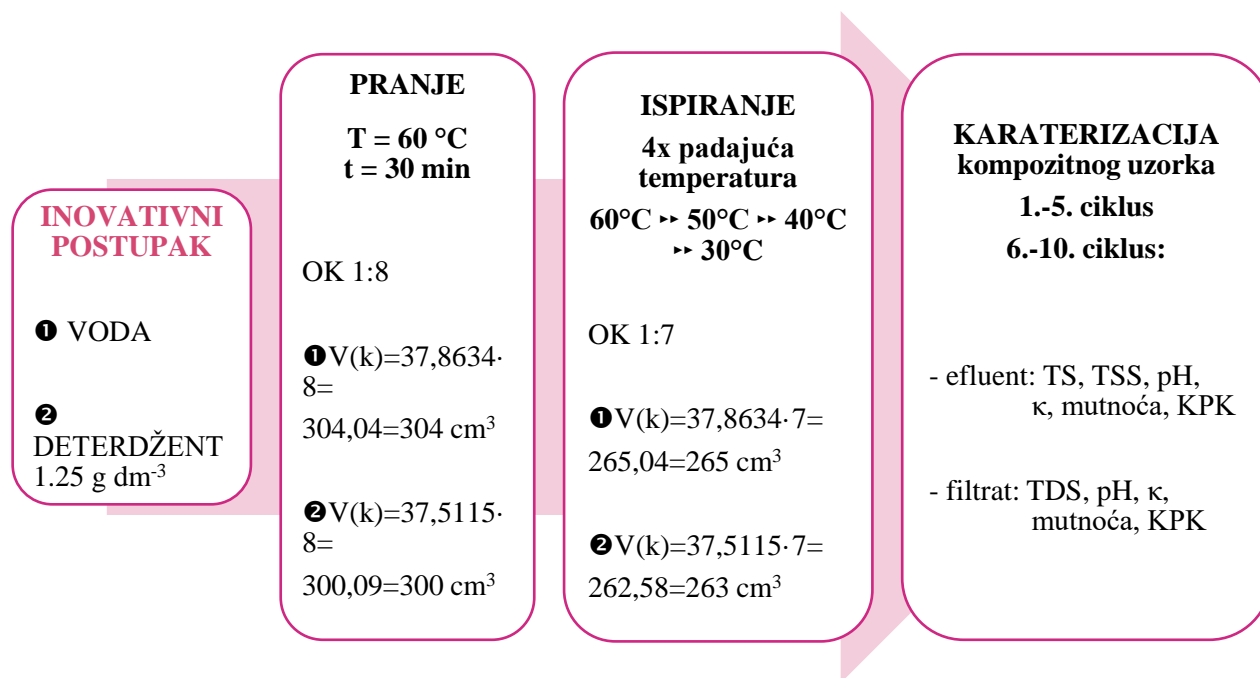 INOVATIVNI
POSTUPAK
❶ VODA
❷
DETERDŽENT
1.25 g dm-3
PRANJE
T = 60 °C
t = 30 min
OK 1:8
❶V(k)=37,8634·
8=
304,04=304 cm3
❷V(k)=37,5115·
8=
300,09=300 cm3
ISPIRANJE
4x padajuća
temperatura
60°C ▸▸ 50°C ▸▸ 40°C
▸▸ 30°C
OK 1:7
❶V(k)=37,8634·7=
265,04=265 cm3
❷V(k)=37,5115·7=
262,58=263 cm3
KARATERIZACIJA
kompozitnog uzorka
1.-5. ciklus
6.-10. ciklus:
- efluent: TS, TSS, pH,
κ, mutnoća, KPK
- filtrat: TDS, pH, κ,
mutnoća, KPK